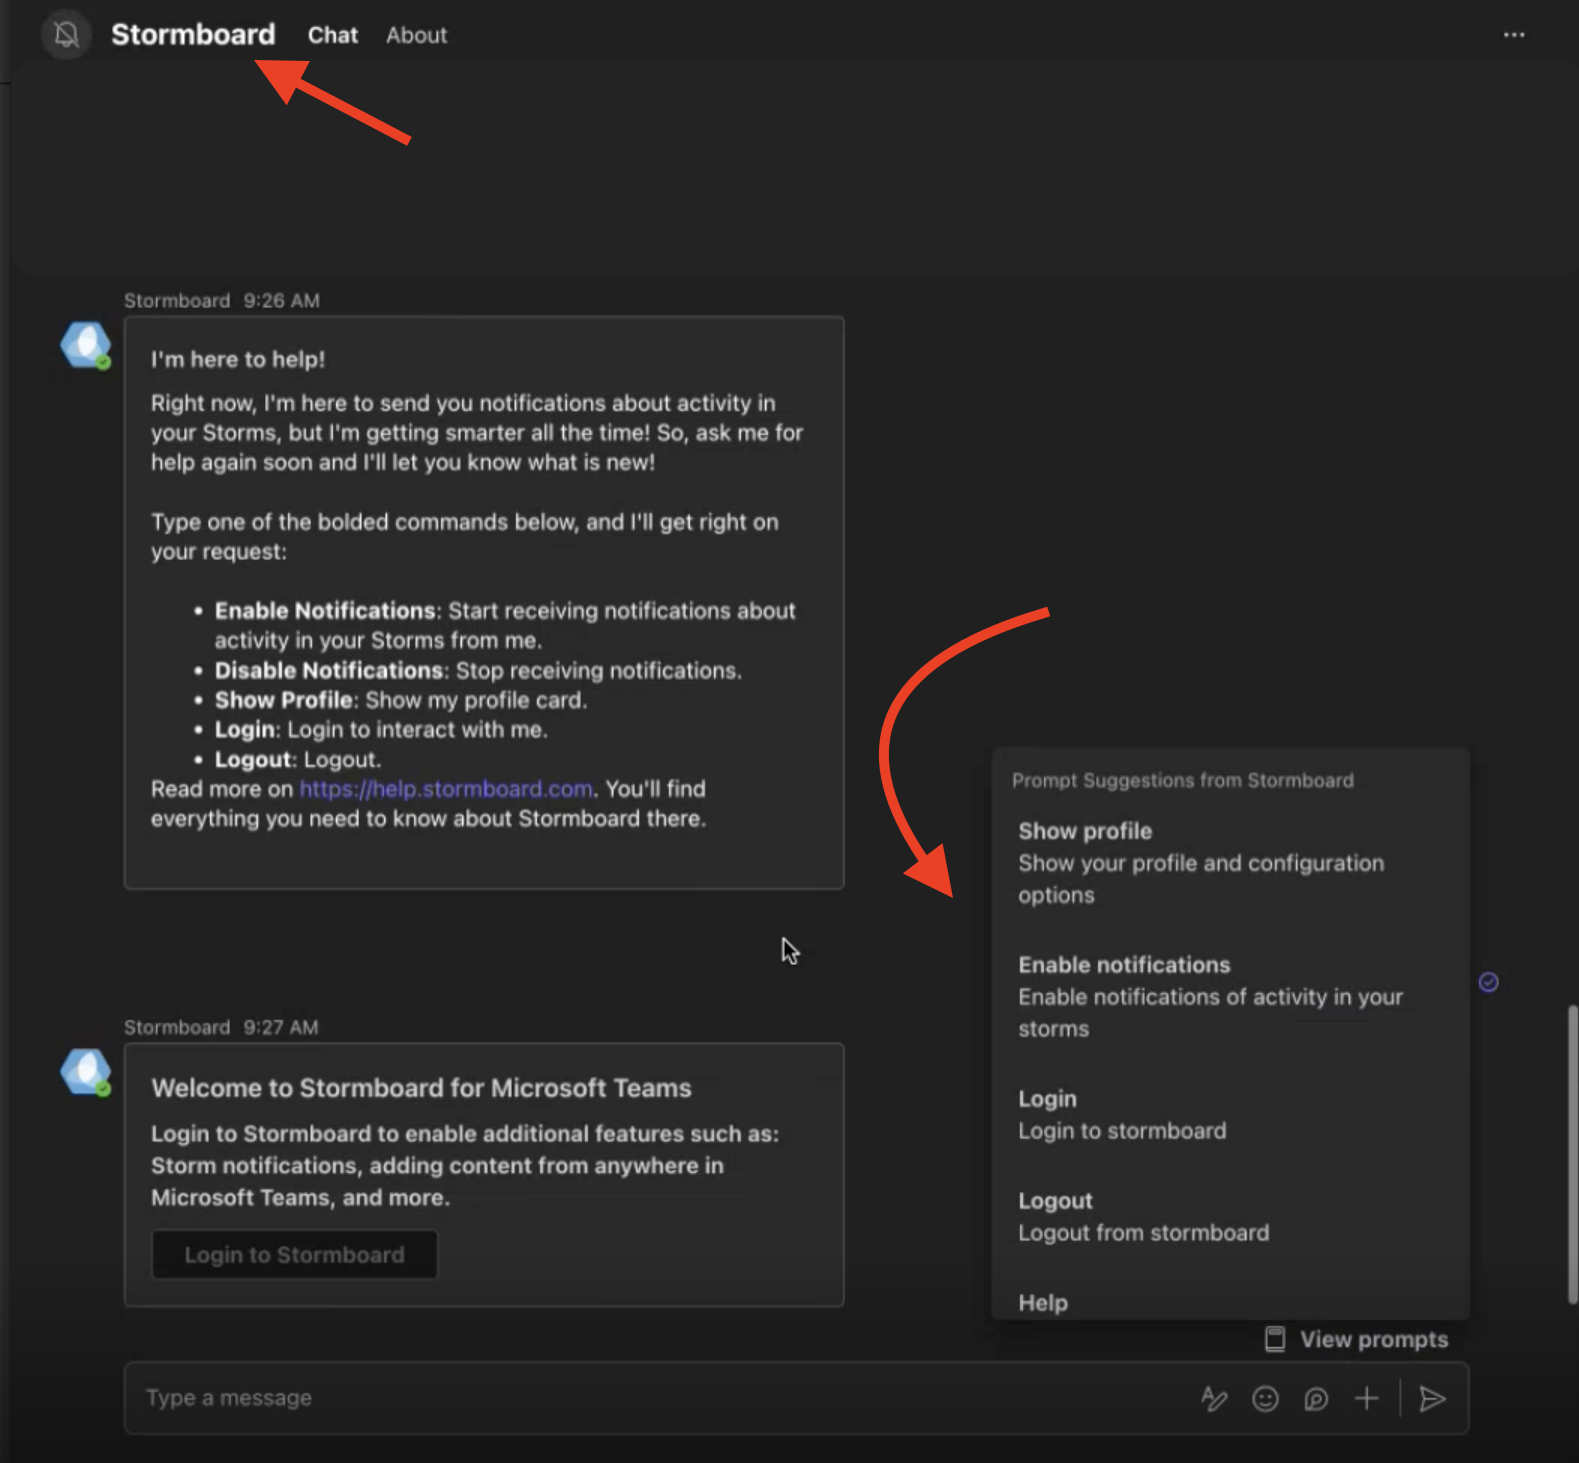 Stormboard Chat About
Stormboard 9:26 AM
I'm here to help!
Right now, I'm here to send you notifications about activity in
your Storms, but I'm getting smarter all the time! So, ask me for
help again soon and I'll let you know what is new!
Type one of the bolded commands below, and I'll get right on
your request:
• Enable Notifications: Start receiving notifications about
activity in your Storms from me.
• Disable Notifications: Stop receiving notifications.
• Show Profile: Show my profile card.
• Login: Login to interact with me.
• Logout: Logout.
Read more on https://help.stormboard.com. You'll find
everything you need to know about Stormboard there.
Stormboard 9:27 AM
Welcome to Stormboard for Microsoft Teams
Login to Stormboard to enable additional features such as:
Storm notifications, adding content from anywhere in
Microsoft Teams, and more.
Login to Stormboard
Prompt Suggestions from Stormboard
Show profile
Show your profile and configuration
options
Enable notifications
Enable notifications of activity in your
storms
Login
Login to stormboard
Logout
Logout from stormboard
Help
View prompts
Type a message